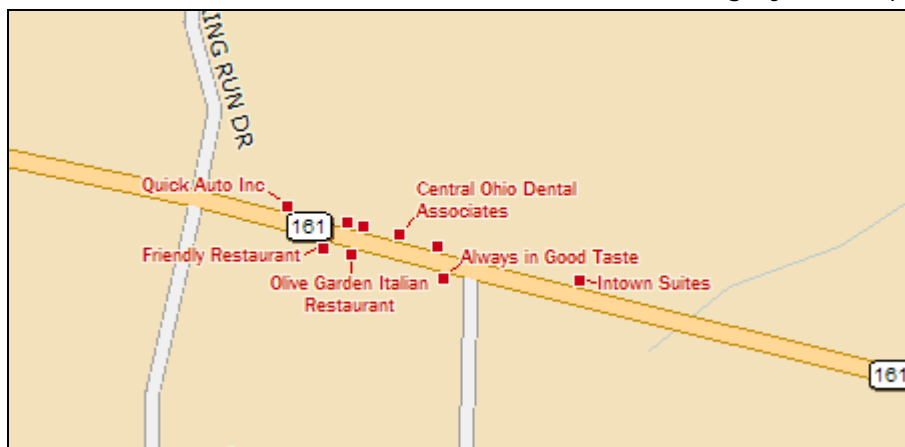 ING RUN DR
Quick Auto Inc
Central Ohio Dental
Associates
161
Friendly Restaurant
Always in Good Taste
Olive Garden Italian
Restaurant
Intown Suites
161